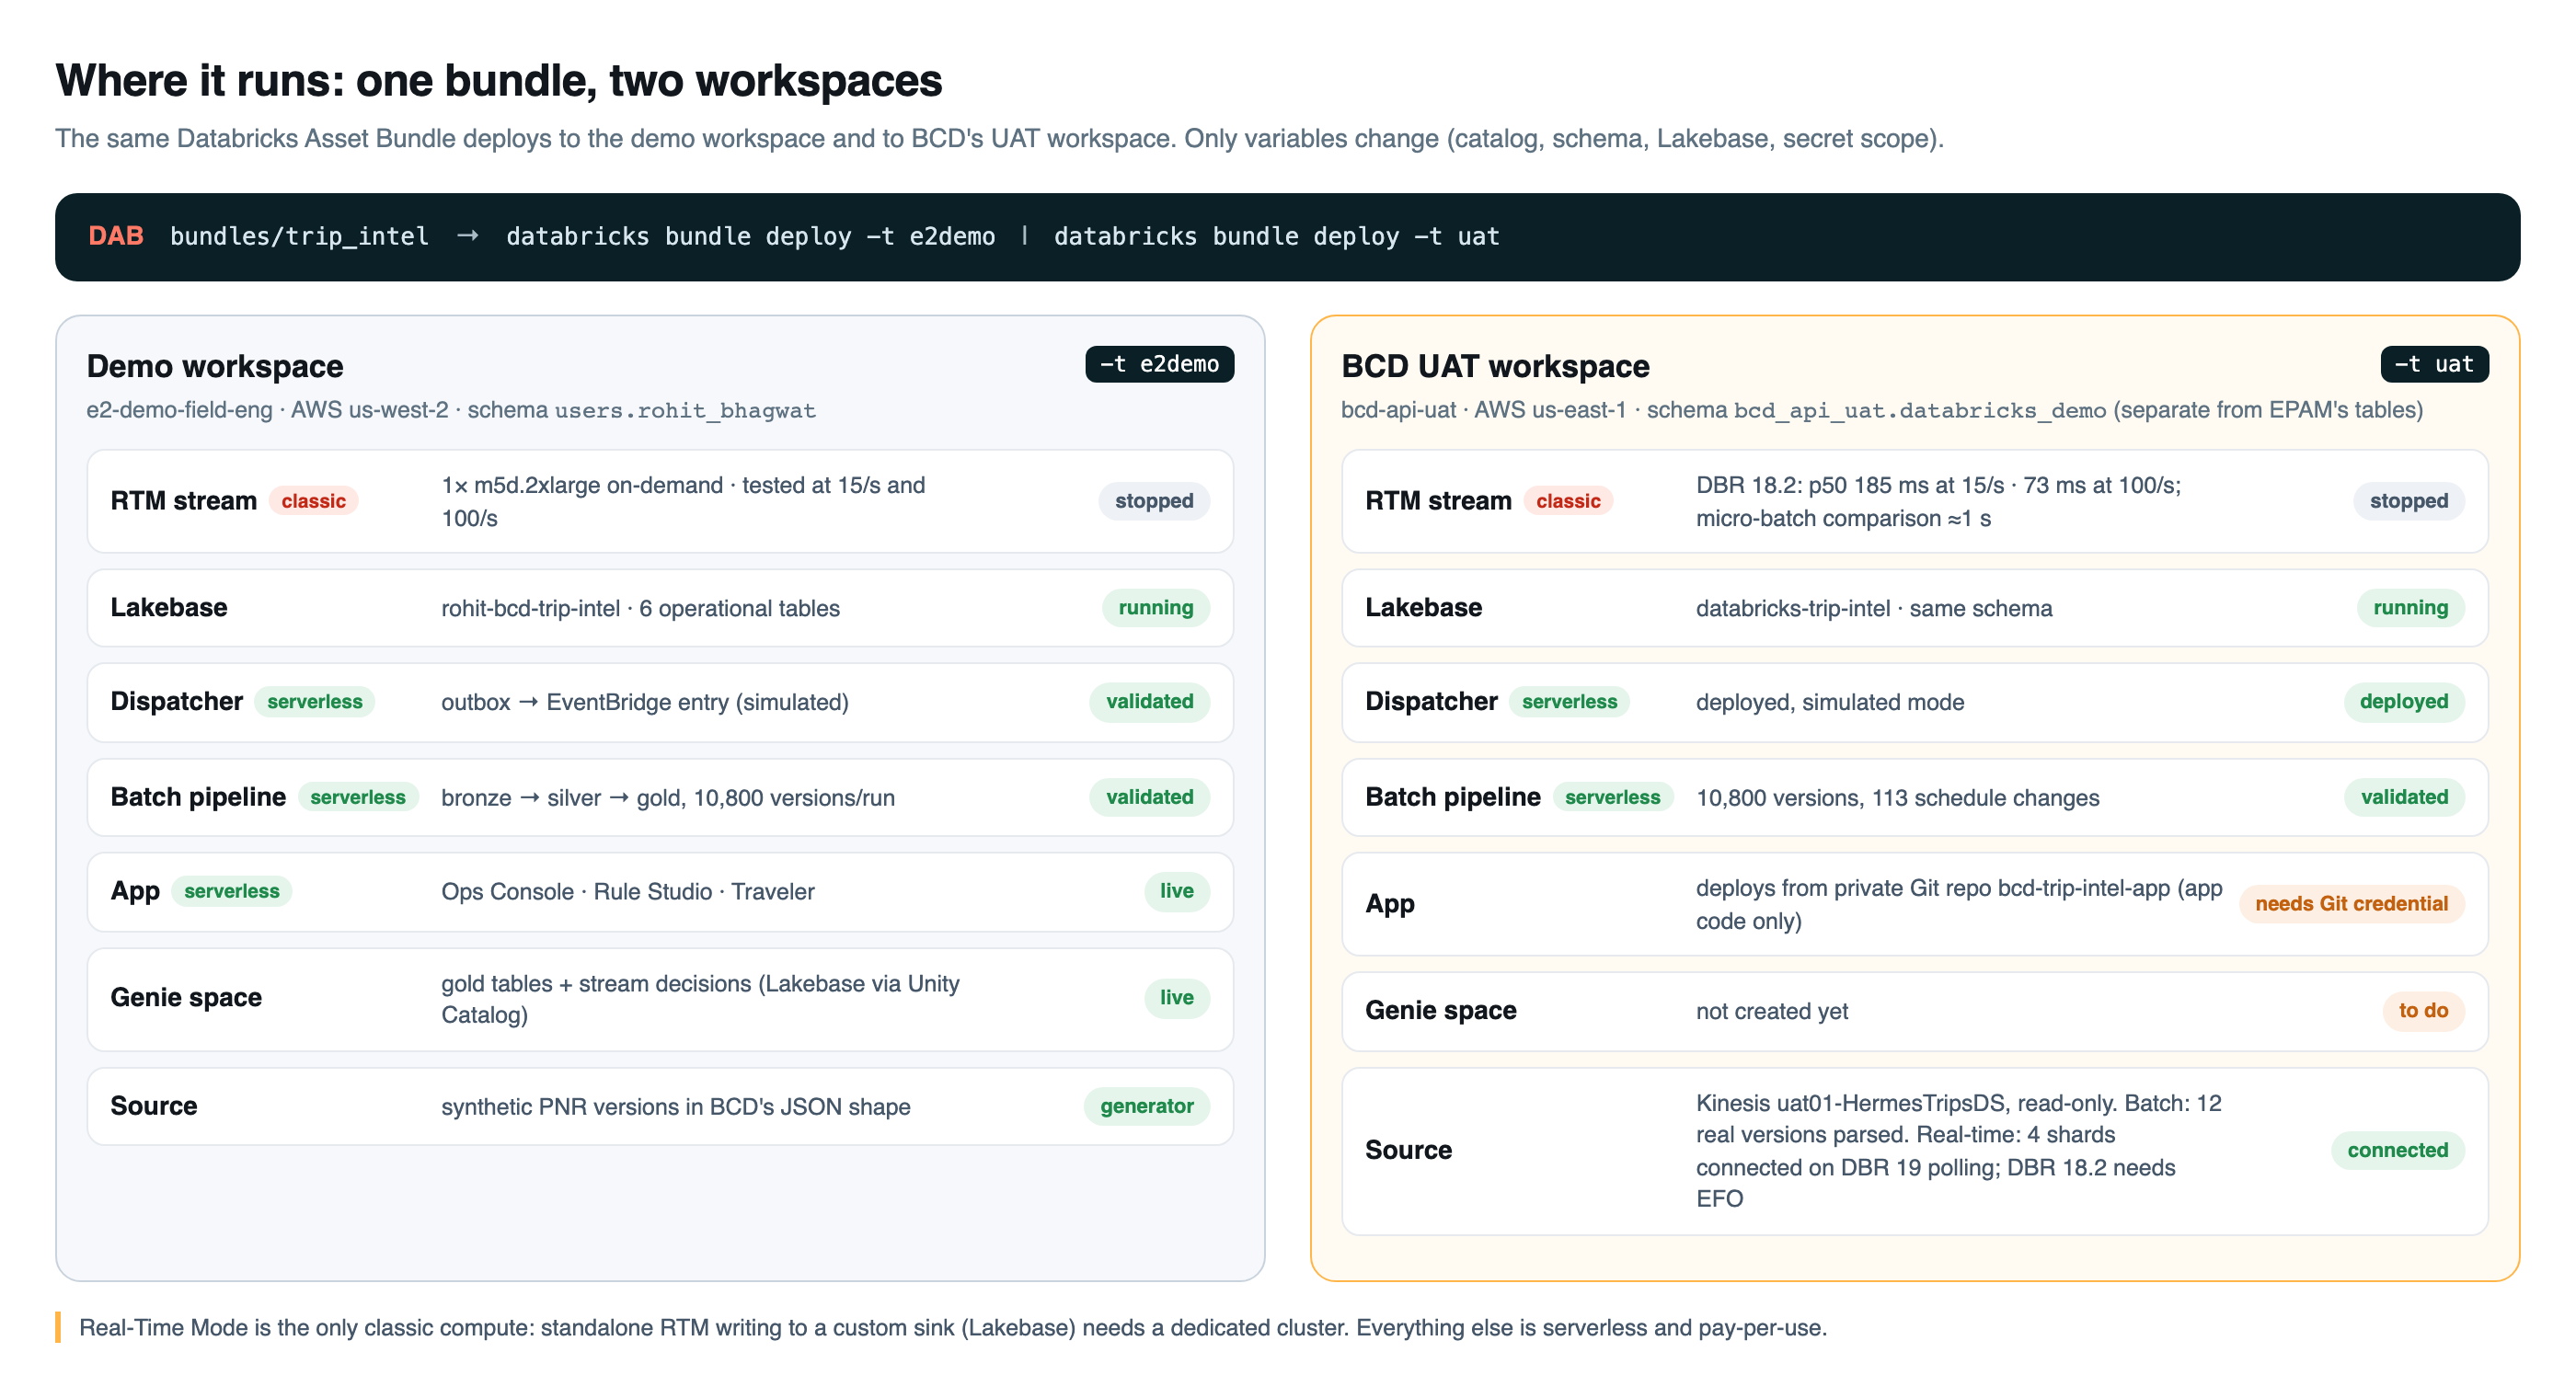 Where it runs: one bundle, two workspaces
The same Databricks Asset Bundle deploys to the demo workspace and to BCD's UAT workspace. Only variables change (catalog, schema, Lakebase, secret scope).
DAB bundles/trip_intel → databricks bundle deploy -t e2demo | databricks bundle deploy -t uat
Demo workspace -t e2demo
e2-demo-field-eng · AWS us-west-2 · schema users.rohit_bhagwat
RTM stream classic 1× m5d.2xlarge on-demand · tested at 15/s and
100/s
stopped
Lakebase rohit-bcd-trip-intel · 6 operational tables running
Dispatcher serverless outbox → EventBridge entry (simulated) validated
Batch pipeline serverless bronze → silver → gold, 10,800 versions/run validated
App serverless Ops Console · Rule Studio · Traveler live
Genie space gold tables + stream decisions (Lakebase via Unity
Catalog)
live
Source synthetic PNR versions in BCD's JSON shape generator
BCD UAT workspace -t uat
bcd-api-uat · AWS us-east-1 · schema bcd_api_uat.databricks_demo (separate from EPAM's tables)
RTM stream classic DBR 18.2: p50 185 ms at 15/s · 73 ms at 100/s;
micro-batch comparison ≈1 s
stopped
Lakebase databricks-trip-intel · same schema running
Dispatcher serverless deployed, simulated mode deployed
Batch pipeline serverless 10,800 versions, 113 schedule changes validated
App deploys from private Git repo bcd-trip-intel-app (app
code only)
needs Git credential
Genie space not created yet to do
Source Kinesis uat01-HermesTripsDS, read-only. Batch: 12
real versions parsed. Real-time: 4 shards
connected on DBR 19 polling; DBR 18.2 needs
EFO
connected
Real-Time Mode is the only classic compute: standalone RTM writing to a custom sink (Lakebase) needs a dedicated cluster. Everything else is serverless and pay-per-use.